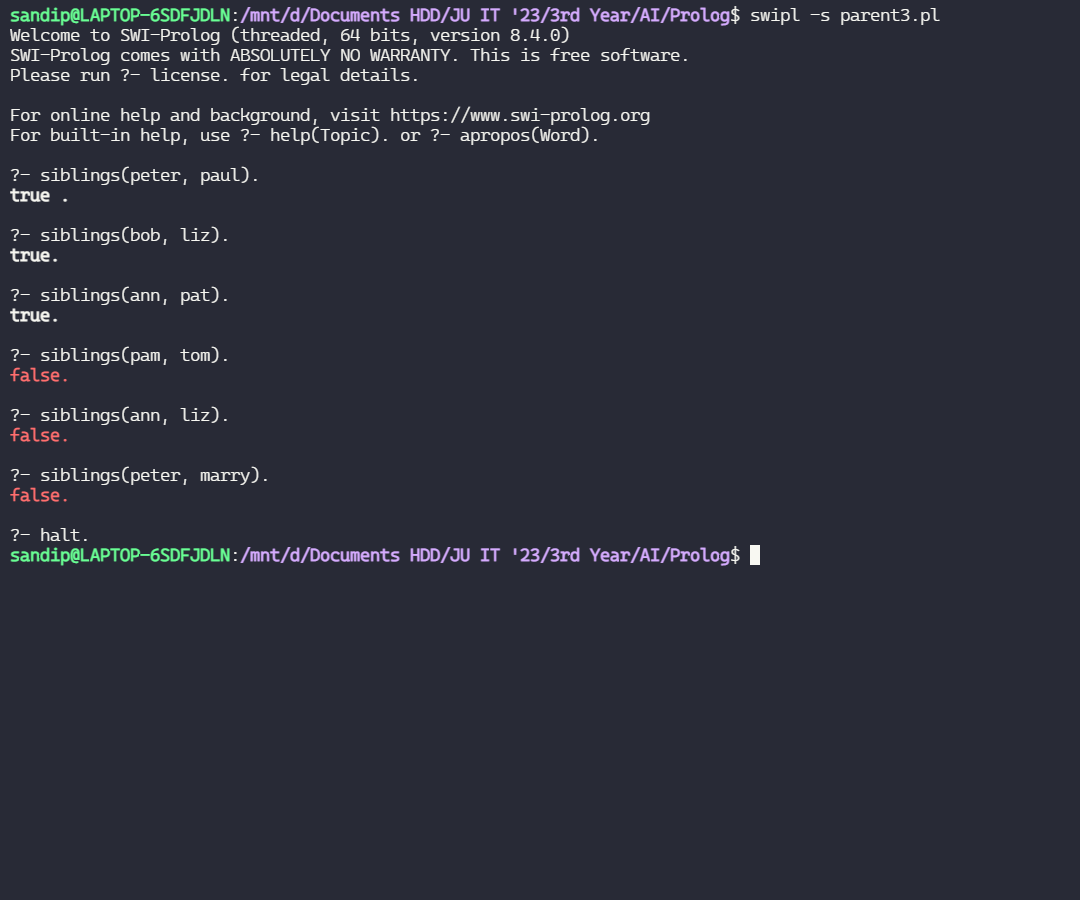 sandip@LAPTOP-6SDFJDLN:/mnt/d/Documents HDD/JU IT '23/3rd Year/AI/Prolog$ swipl -s parent3.pl
Welcome to SWI-Prolog (threaded, 64 bits, version 8.4.0)
SWI-Prolog comes with ABSOLUTELY NO WARRANTY. This is free software.
Please run ?- license. for legal details.
For online help and background, visit https://www.swi-prolog.org
For built-in help, use ?- help(Topic). or ?- apropos(Word).
?- siblings(peter, paul).
true .
?- siblings(bob, liz).
true.
?- siblings(ann, pat).
true.
?- siblings(pam, tom).
false.
?- siblings(ann, liz).
false.
?- siblings(peter, marry).
false.
?- halt.
sandip@LAPTOP-6SDFJDLN:/mnt/d/Documents HDD/JU IT '23/3rd Year/AI/Prolog$